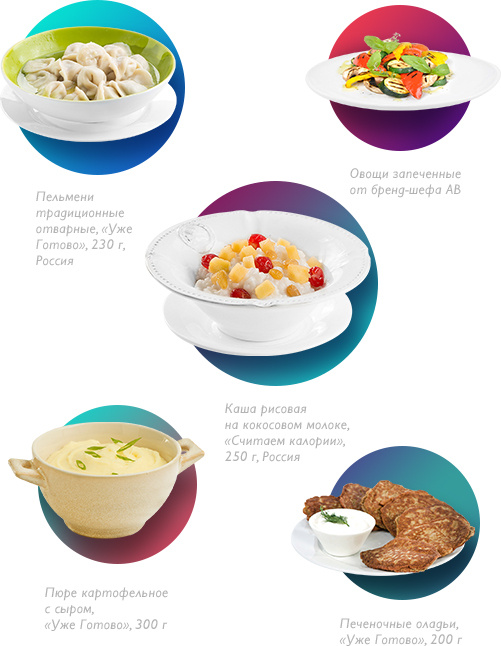 Овощи запеченные
от бренд-шефа АВ
Пельмени
традиционные
отварные, «Уже
Готово», 230 г,
Россия
Каша рисовая
на кокосовом молоке,
«Считаем калории»,
250 г, Россия
Пюре картофельное
с сыром,
«Уже Готово», 300 г
Печеночные оладьи,
«Уже Готово», 200 г